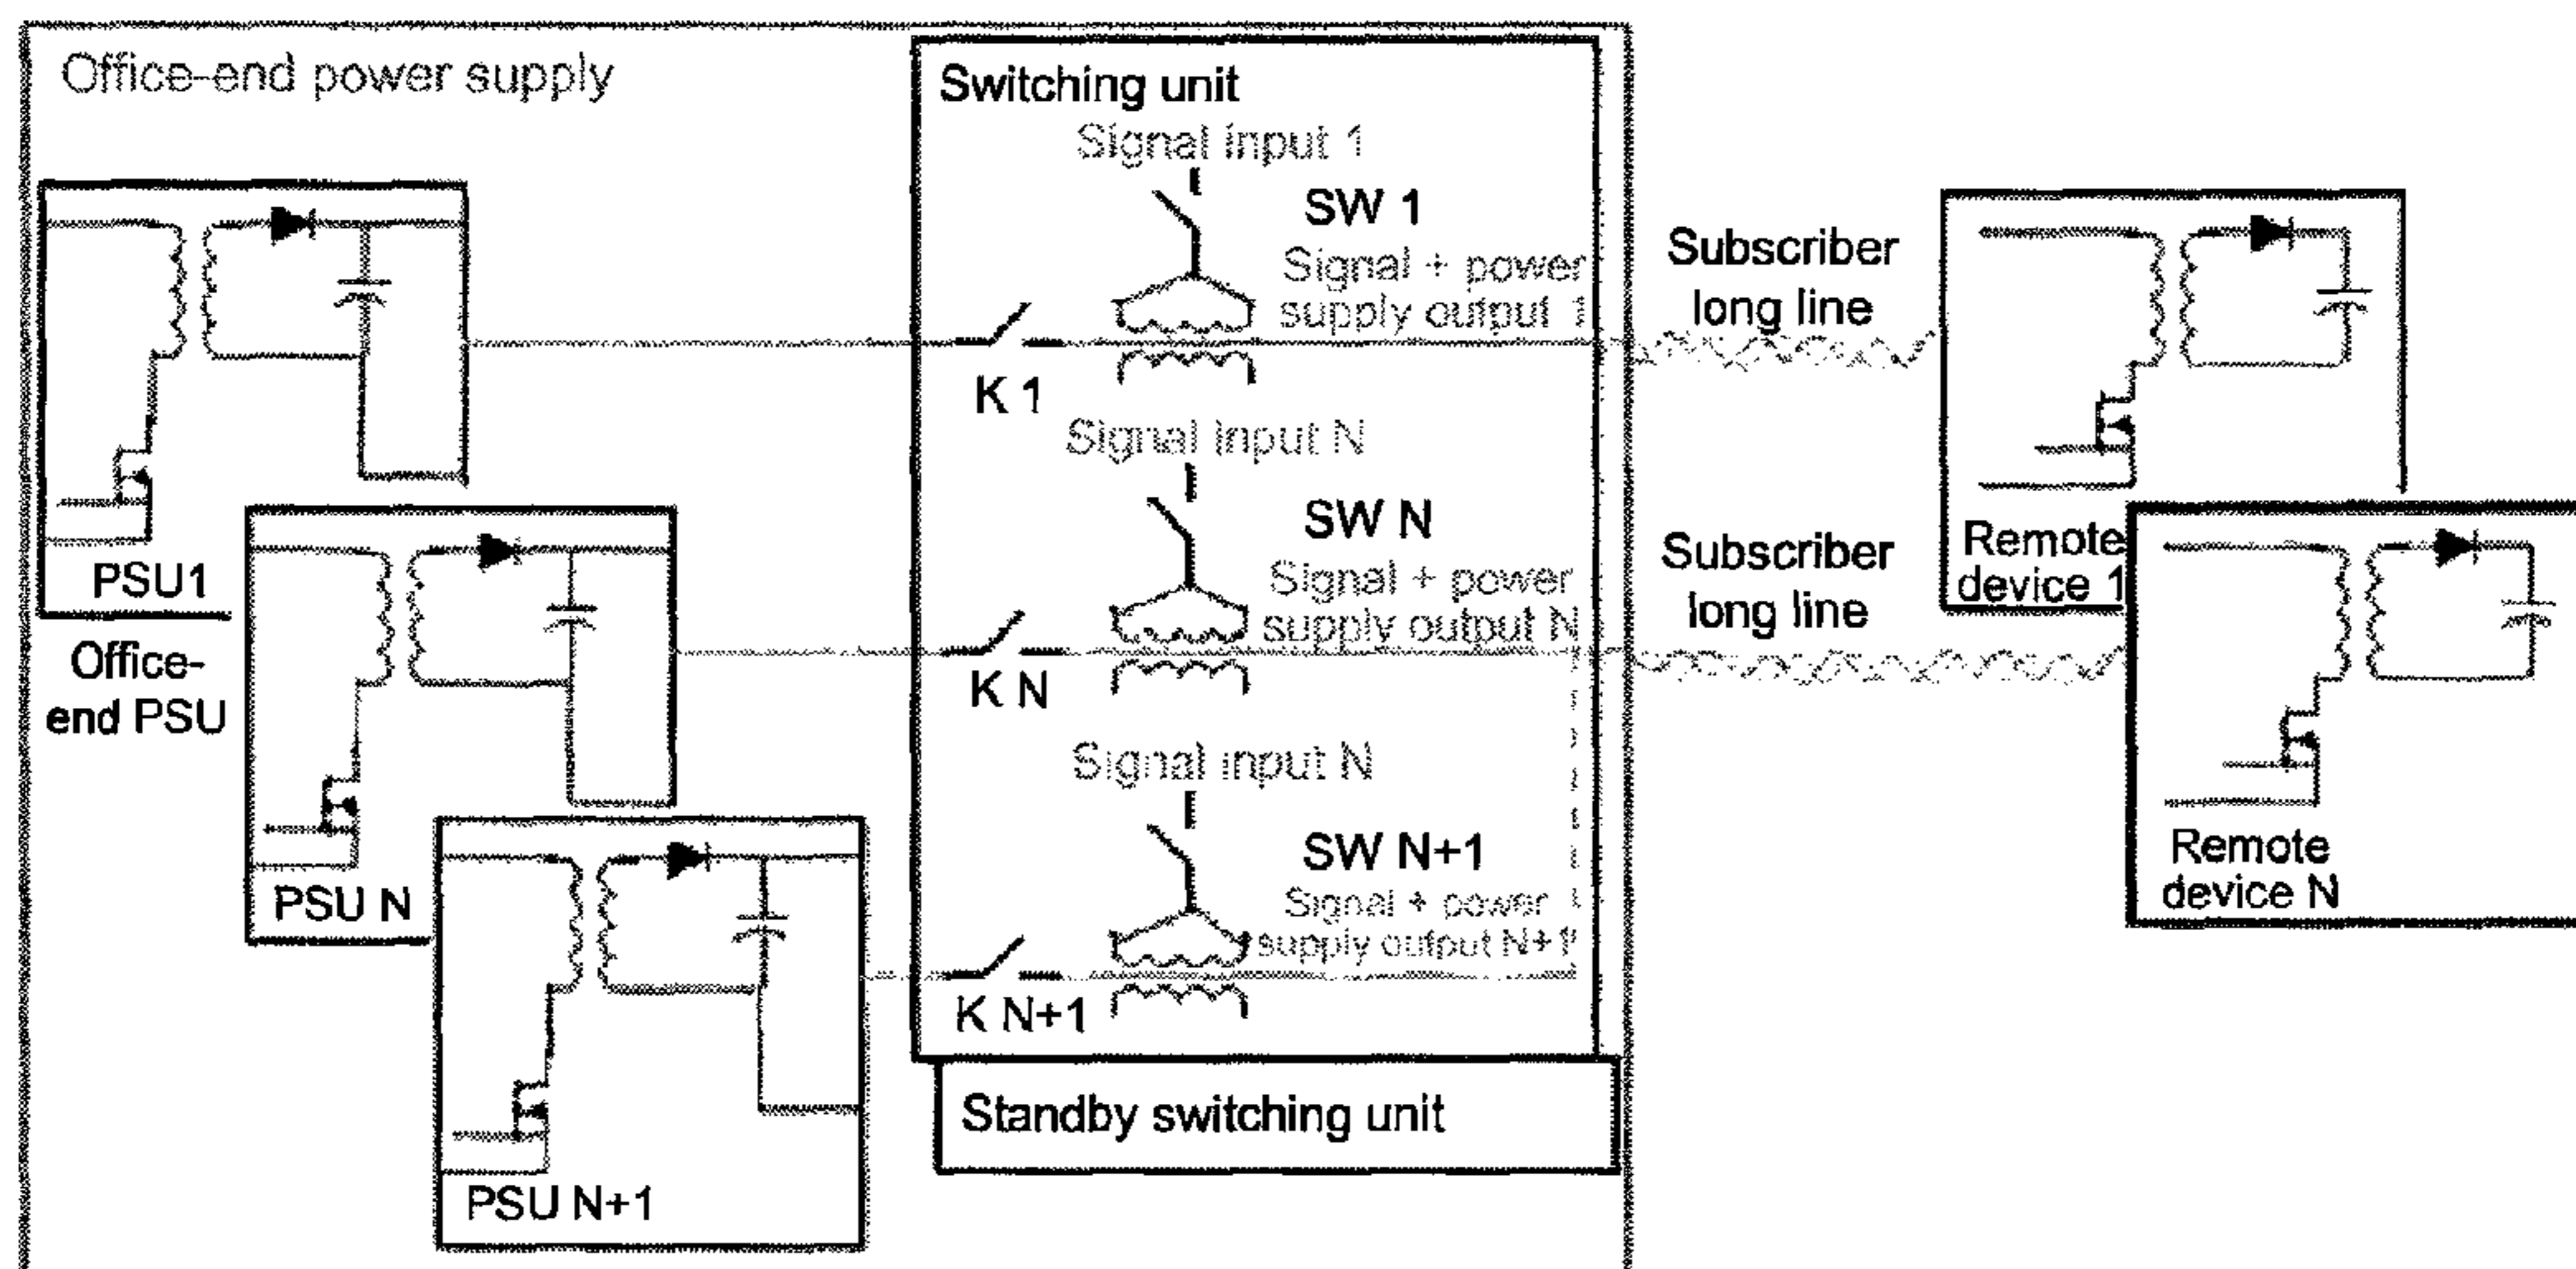 Office-end power supply
Switching unit
Signal input 1
SW 1
Signal + power
supply output 1
K 1
Signal input N
SW N
Signal + power
supply output N
K N
Signal input N
SW N+1
Signal + power
supply output N+1
K N+1
Standby switching unit
PSU1
Office-
end PSU
PSU N
PSU N+1
Subscriber
long line
Subscriber
long line
Remote
device 1
Remote
device N